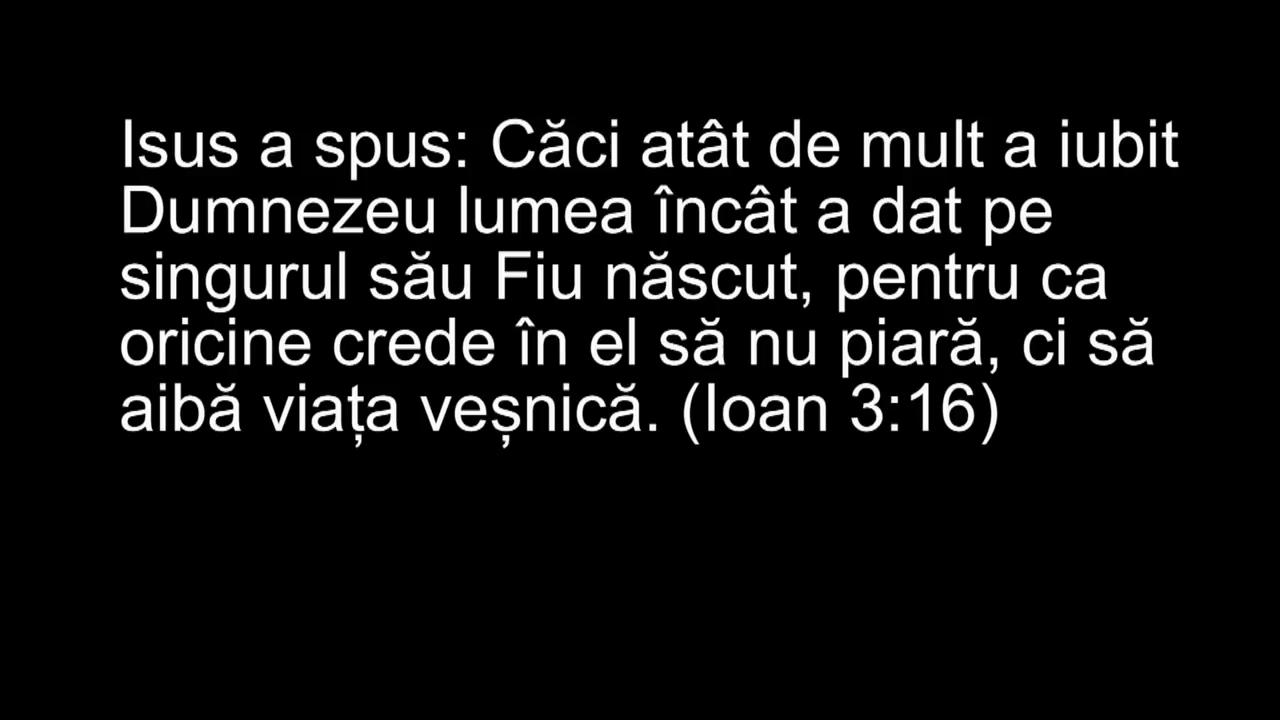 Isus a spus: Căci atât de mult a iubit
Dumnezeu lumea încât a dat pe
singurul său Fiu născut, pentru ca
oricine crede în el să nu piară, ci să
aibă viața veșnică. (Ioan 3:16)